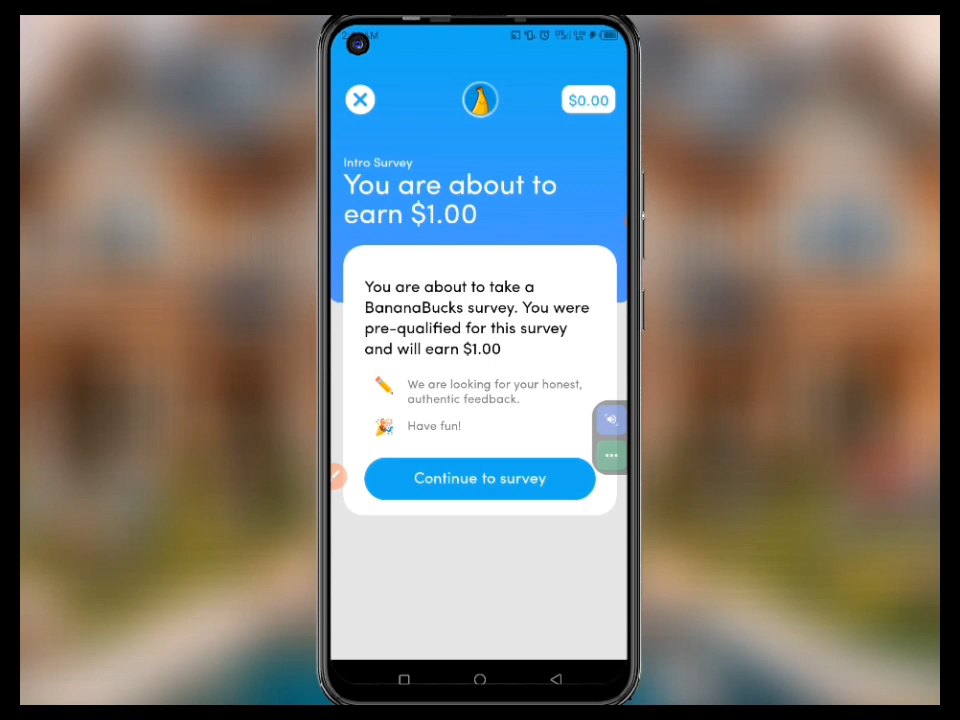 $0.00
Intro Survey
You are about to
earn $1.00
You are about to take a
BananaBucks survey. You were
pre-qualified for this survey
and will earn $1.00
We are looking for your honest,
authentic feedback.
Have fun!
Continue to survey